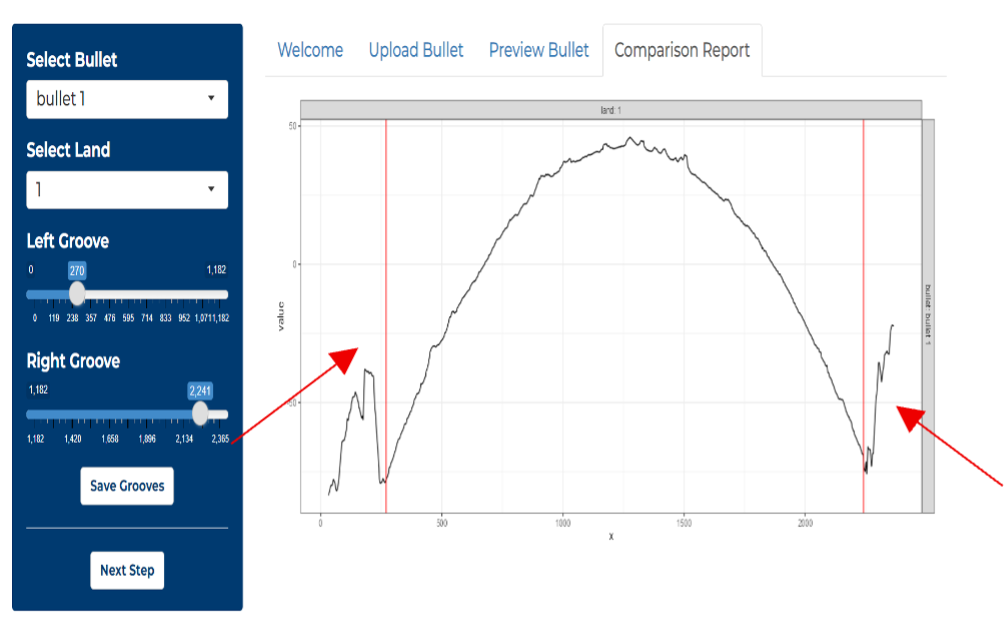 Select Bullet
bullet 1
Select Land
1
Left Groove
0 270 1,182
0 119 238 357 476 595 714 833 952 1,0711,182
Right Groove
1,182 2,241
1,182 1,420 1,658 1,896 2,134 2,365
Save Grooves
Next Step
Welcome Upload Bullet Preview Bullet Comparison Report
land: 1
50
0
value
0 500 1000 1500 2000
x
bullet: bullet 1